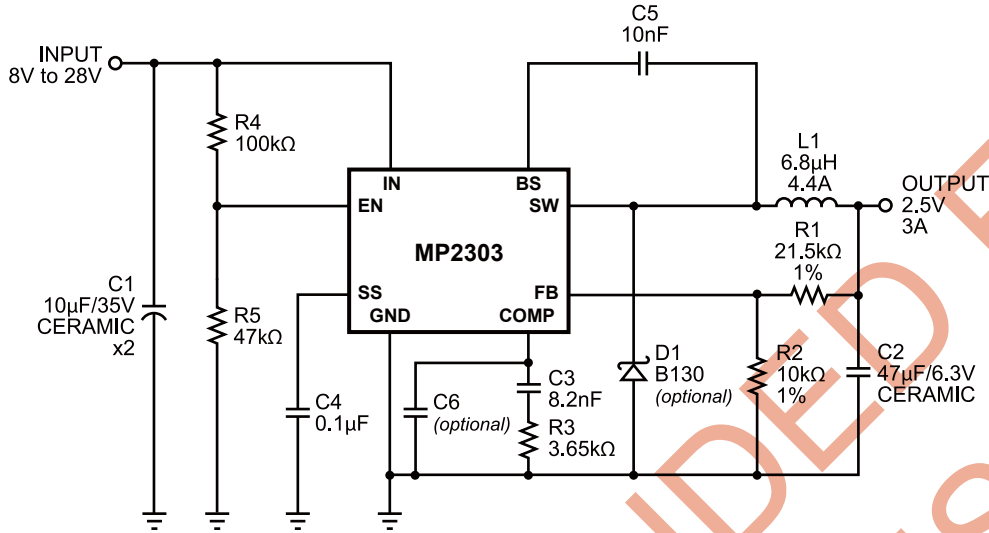 C5
10nF
INPUT
8V to 28V
R4
100kΩ
L1
6.8µH
4.4A
IN
BS
OUTPUT
2.5V
3A
EN
SW
MP2303
R1
21.5kΩ
1%
C1
10µF/35V
CERAMIC
x2
SS
FB
R5
47kΩ
GND
COMP
D1
B130
(optional)
R2
10kΩ
1%
C2
47µF/6.3V
CERAMIC
C3
8.2nF
C4
0.1µF
C6
(optional)
R3
3.65kΩ